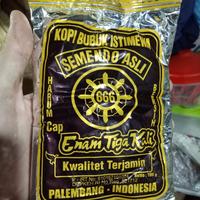 KOPI BUBUK ISTIMEWA
SEMENDO ASLI
HARUM
Cap
666
Enam Tiga Kali
Kwalitet Terjamin
PALEMBANG - INDONESIA